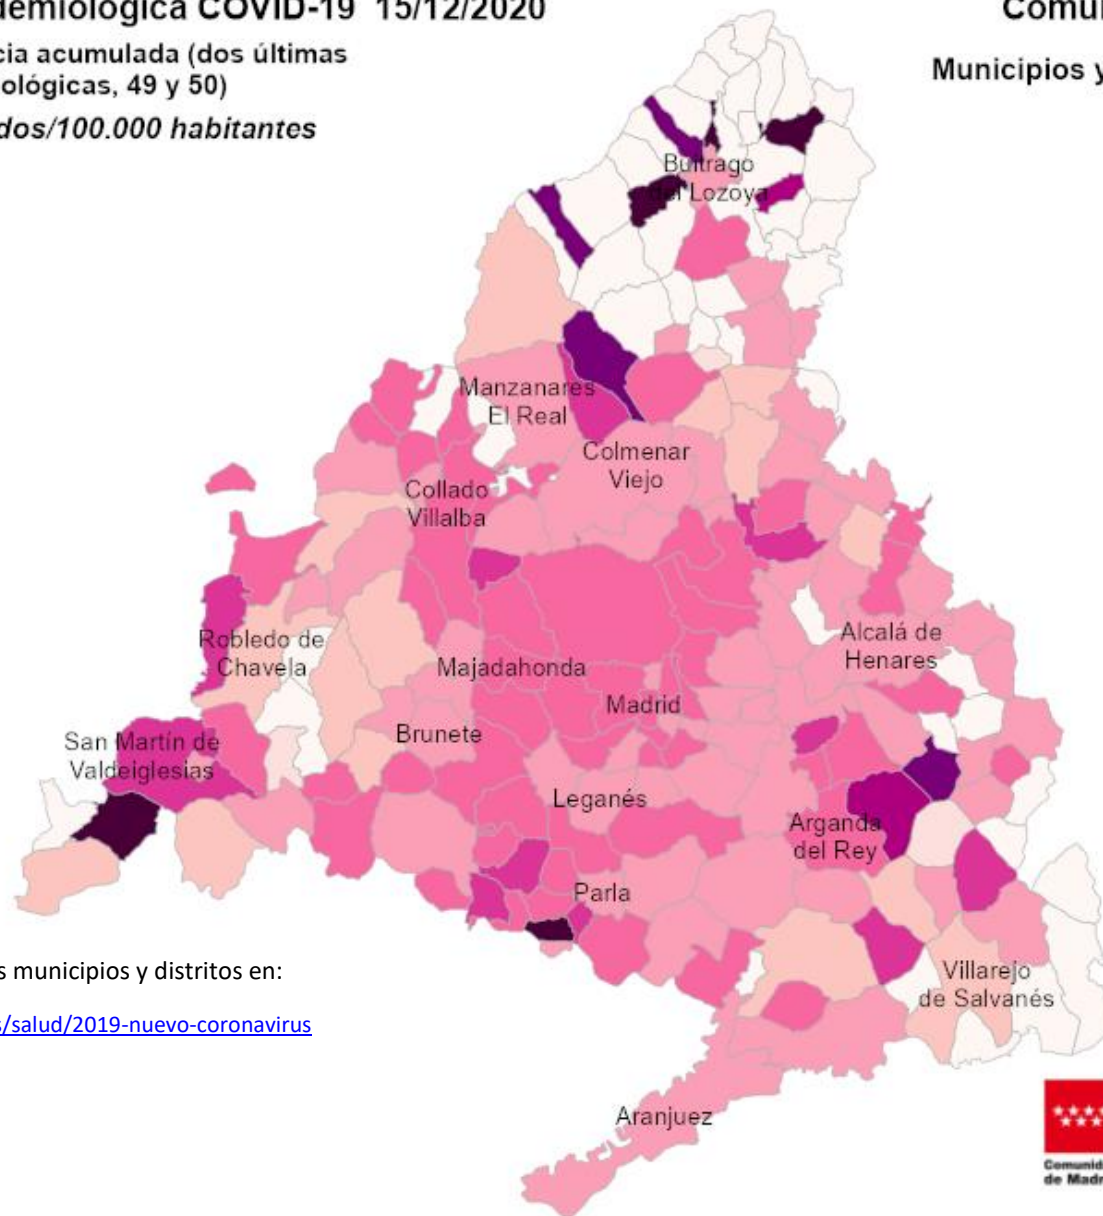 demiológica COVID-19 15/12/2020
cia acumulada (dos últimas
ológicas, 49 y 50)
dos/100.000 habitantes
Comu
Municipios y
Buitrago
del Lozoya
Manzanares
El Real
Colmenar
Viejo
Collado
Villalba
Robledo de
Chavela
Majadahonda
Alcalá de
Henares
Madrid
San Martín de
Valdeiglesias
Brunete
Leganés
Arganda
del Rey
Parla
Villarejo
de Salvanés
s municipios y distritos en:
s/salud/2019-nuevo-coronavirus
Aranjuez
Comunid
de Madr